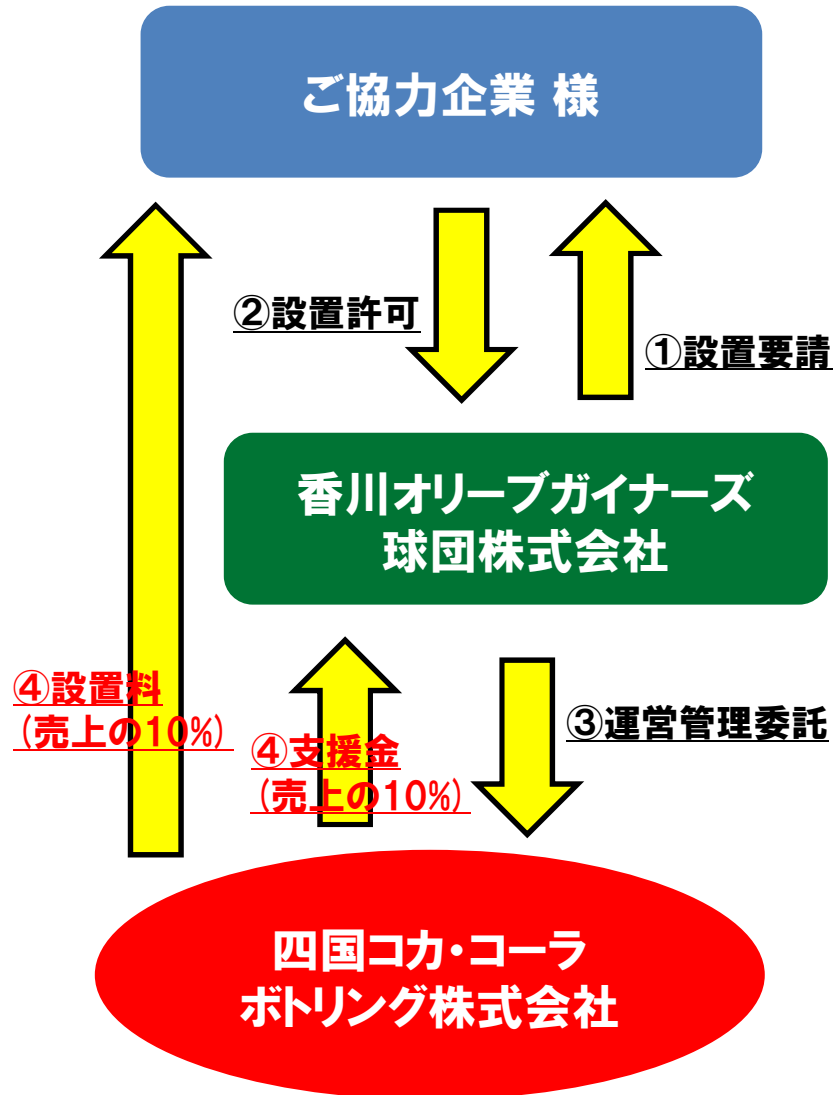 ご協力企業 様
②設置許可
①設置要請
香川オリーブガイナーズ
球団株式会社
④設置料
(売上の10%)
④支援金
(売上の10%)
③運営管理委託
四国コカ・コーラ
ボトリング株式会社